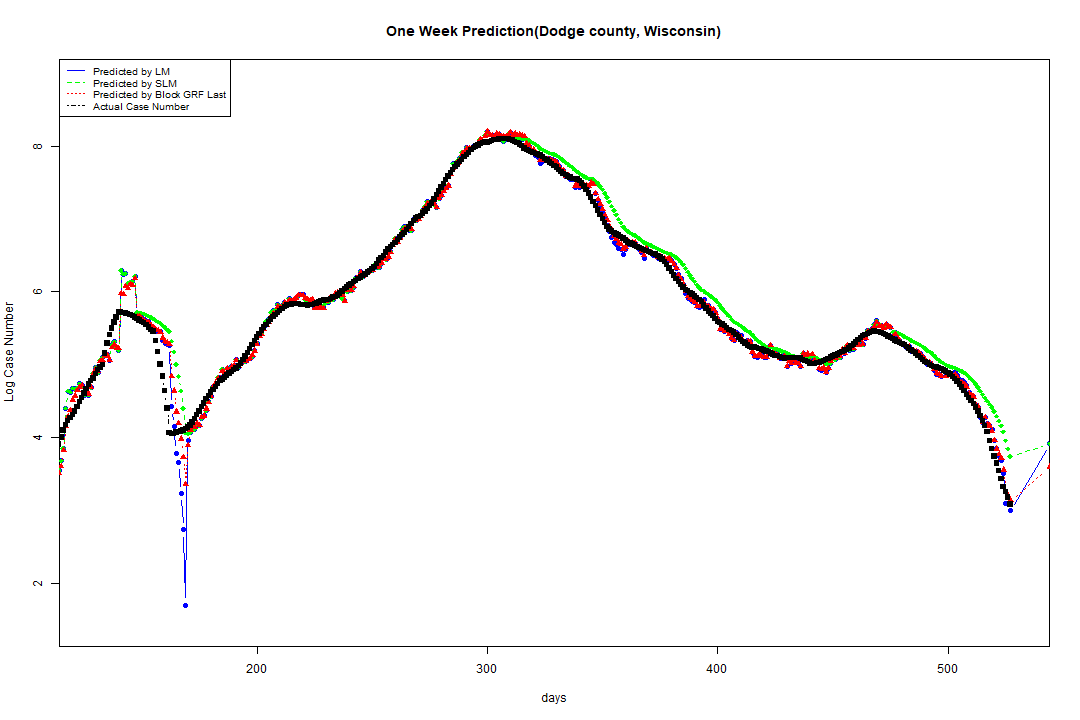 One Week Prediction(Dodge county, Wisconsin)
Predicted by LM
Predicted by SLM
Predicted by Block GRF Last
Actual Case Number
8
6
4
2
Log Case Number
200 300 400 500
days